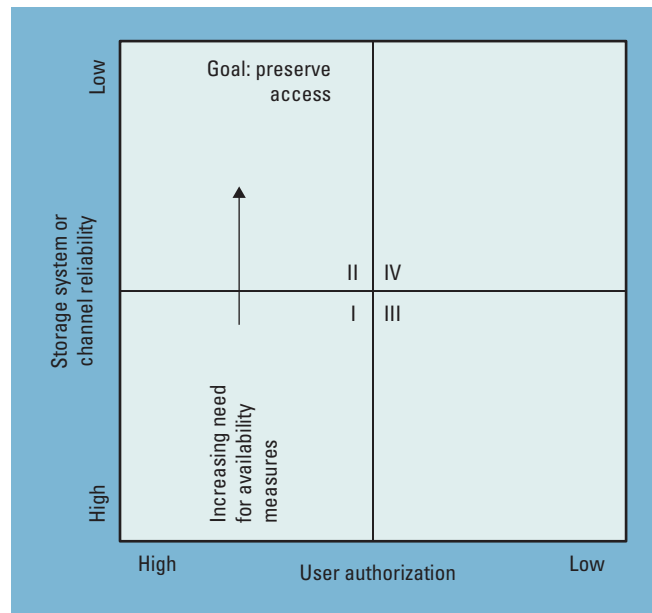 Low
Goal: preserve
access
Storage system or
channel reliability
II
IV
I
III
Increasing need
for availability
measures
High
High
User authorization
Low